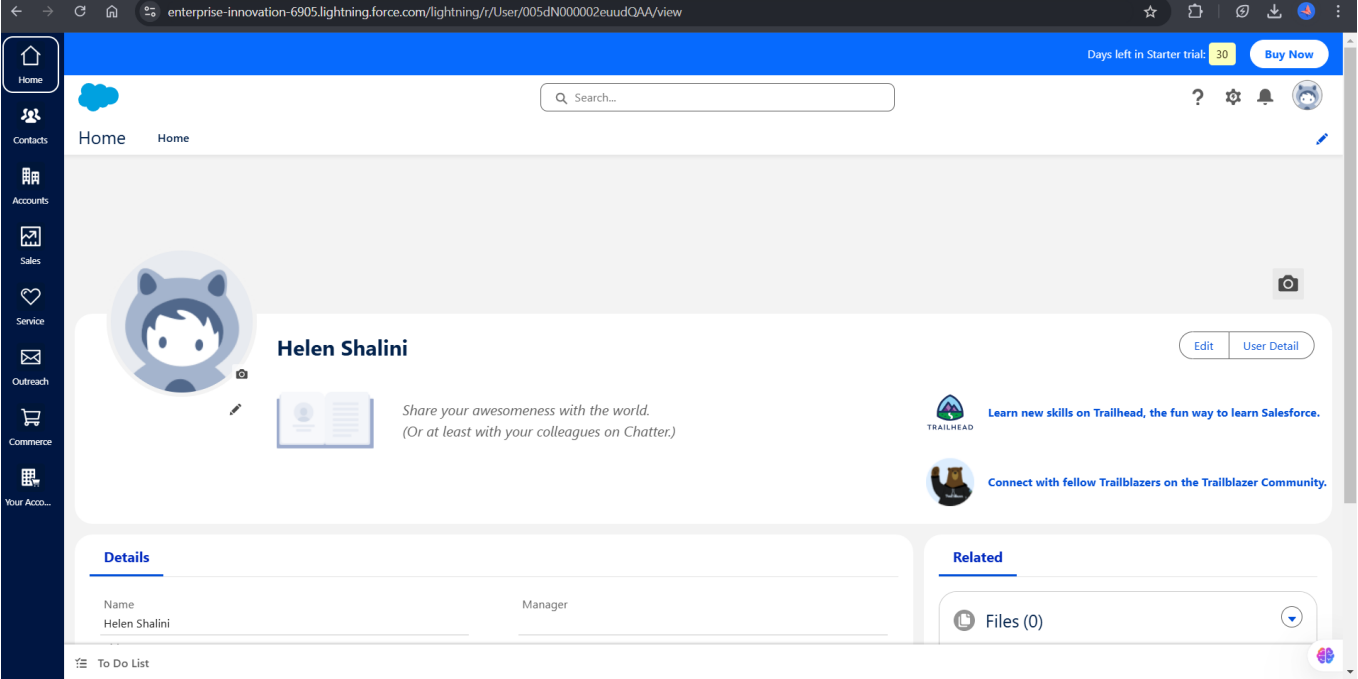 enterprise-innovation-6905.lightning.force.com/lightning/r/User/005dN000002euudQAA/view
Days left in Starter trial: 30 Buy Now
Home
Search...
Contacts
Home Home
Accounts
Sales
Service
Outreach
Commerce
Your Acco...
Helen Shalini
Edit User Detail
Share your awesomeness with the world.
(Or at least with your colleagues on Chatter.)
TRAILHEAD
Learn new skills on Trailhead, the fun way to learn Salesforce.
Connect with fellow Trailblazers on the Trailblazer Community.
Details
Related
Name
Manager
Helen Shalini
Files (0)
To Do List